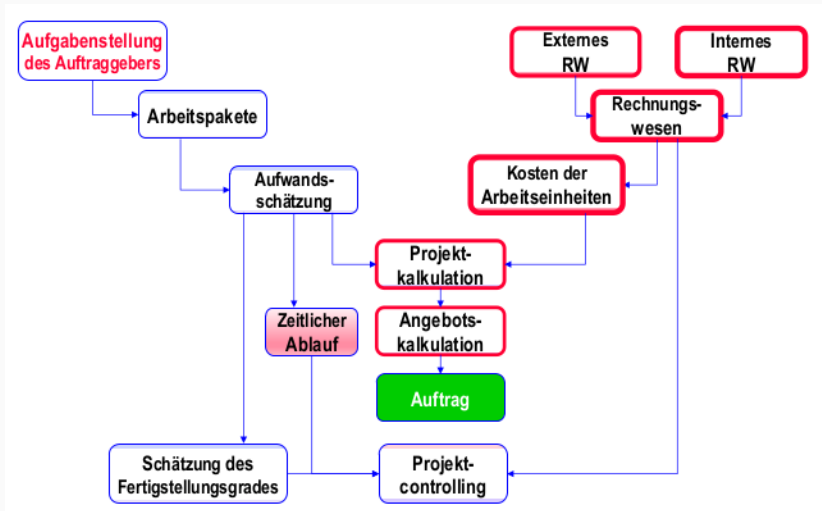 Aufgabenstellung
des Auftraggebers
Externes
RW
Internes
RW
Arbeitspakete
Rechnungs-
wesen
Aufwands-
schätzung
Kosten der
Arbeitseinheiten
Projekt-
kalkulation
Zeitlicher
Ablauf
Angebots-
kalkulation
Auftrag
Schätzung des
Fertigstellungsgrades
Projekt-
controlling